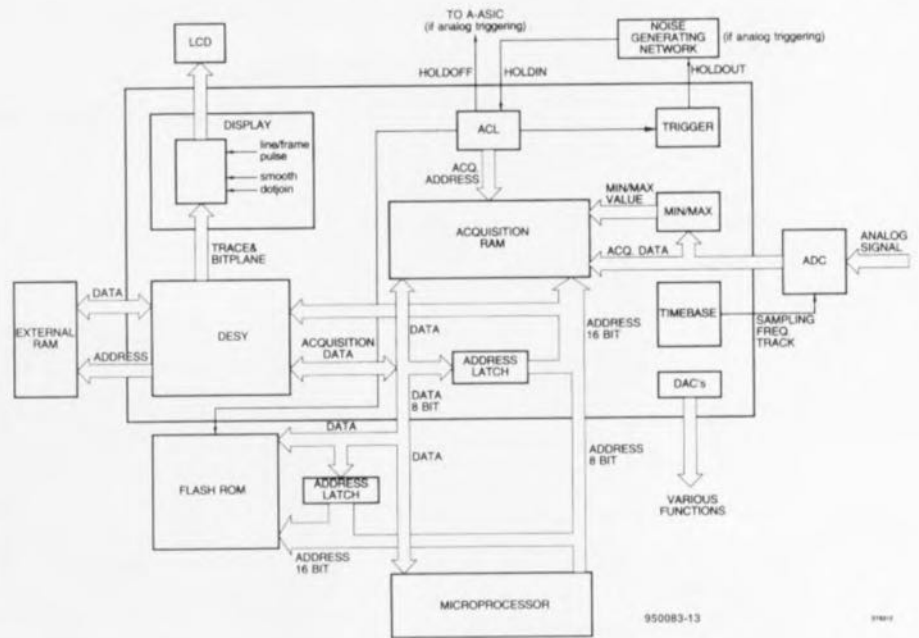 TO A-ASIC
(if analog triggering)
NOISE
GENERATING
NETWORK
(if analog triggering)
LCD
HOLDOFF
HOLDIN
HOLDOUT
DISPLAY
line/frame
pulse
smooth
dotjoin
ACL
TRIGGER
ACQ.
ADDRESS
MIN/MAX
VALUE
MIN/MAX
ACQUISITION
RAM
ACQ. DATA
ADC
ANALOG
SIGNAL
TRACE&
BITPLANE
DATA
EXTERNAL
RAM
ADDRESS
DESY
ACQUISITION
DATA
DATA
ADDRESS
16 BIT
TIMEBASE
SAMPLING
FREQ.
TRACK
ADDRESS
LATCH
DATA
8 BIT
DAC's
DATA
DATA
ADDRESS
8 BIT
FLASH ROM
ADDRESS
LATCH
VARIOUS
FUNCTIONS
ADDRESS
16 BIT
MICROPROCESSOR
950083-13